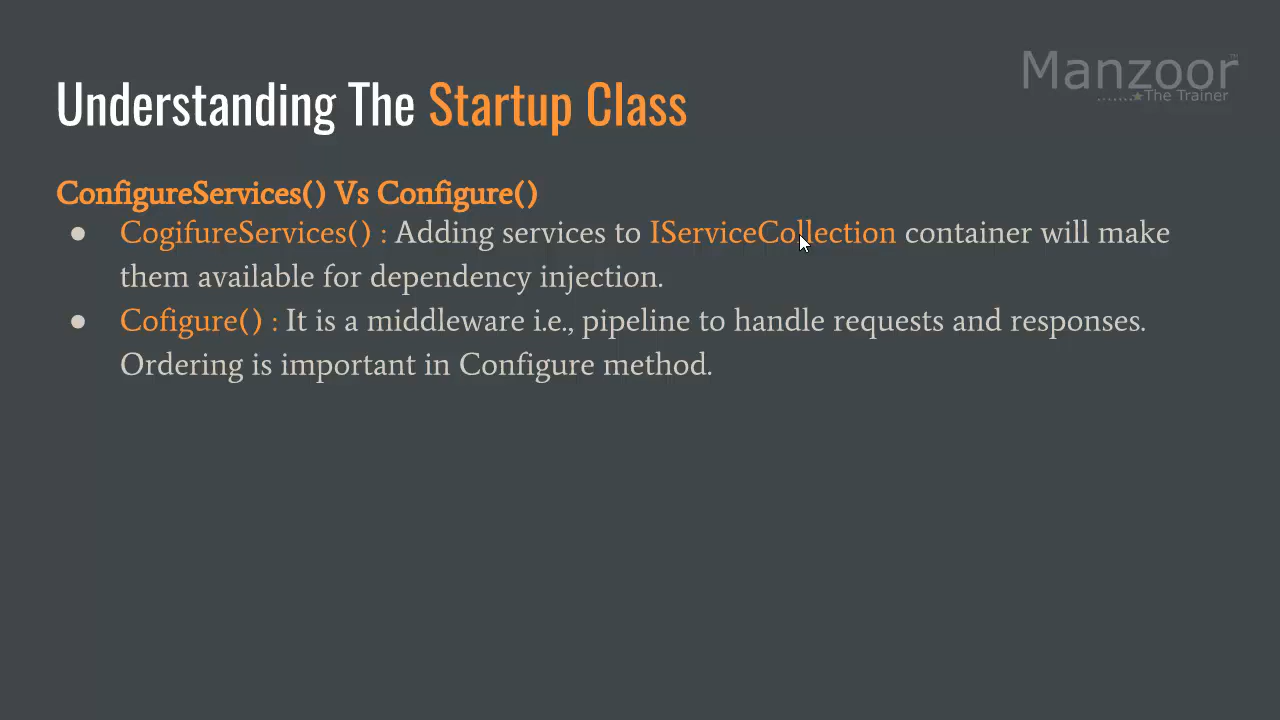 Manzoor™
.......★The Trainer
Understanding The Startup Class
ConfigureServices() Vs Configure()
● CogifureServices() : Adding services to IServiceCollection container will make
them available for dependency injection.
● Cofigure() : It is a middleware i.e., pipeline to handle requests and responses.
Ordering is important in Configure method.